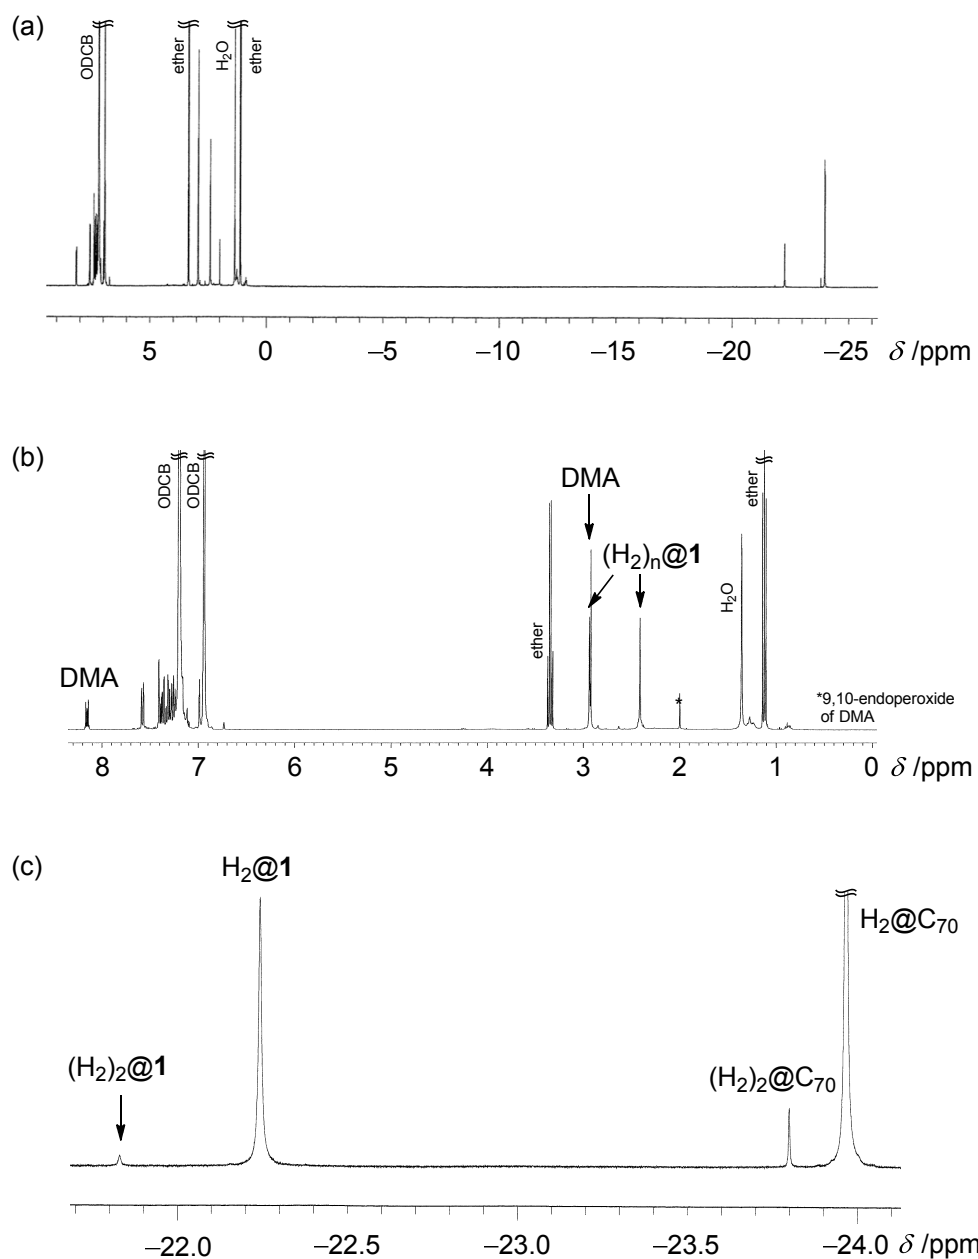 (a)
ODCB
ether
H₂O
ether
5
0
–5
–10
–15
–20
–25
δ /ppm
(b)
ODCB
ODCB
DMA
(H₂)ₙ@1
ether
H₂O
ether
DMA
*
*9,10-endoperoxide
of DMA
8
7
6
5
4
3
2
1
0
δ /ppm
(c)
H₂@1
H₂@C₇₀
(H₂)₂@1
(H₂)₂@C₇₀
–22.0
–22.5
–23.0
–23.5
–24.0
δ /ppm